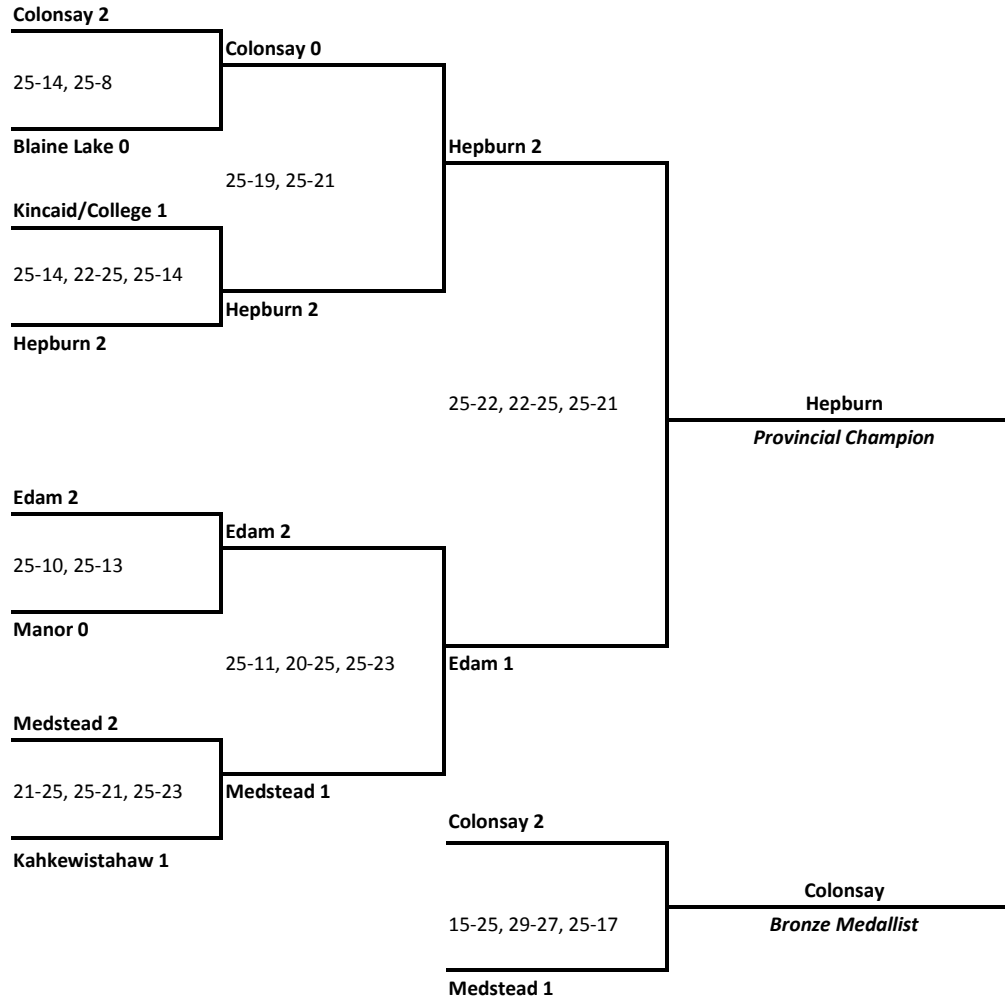 Colonsay 2
Colonsay 0
25-14, 25-8
Blaine Lake 0
Hepburn 2
25-19, 25-21
Kincaid/College 1
25-14, 22-25, 25-14
Hepburn 2
Hepburn 2
25-22, 22-25, 25-21
Hepburn
Provincial Champion
Edam 2
Edam 2
25-10, 25-13
Manor 0
25-11, 20-25, 25-23
Edam 1
Medstead 2
21-25, 25-21, 25-23
Medstead 1
Kahkewistahaw 1
Colonsay 2
Colonsay
15-25, 29-27, 25-17
Bronze Medallist
Medstead 1